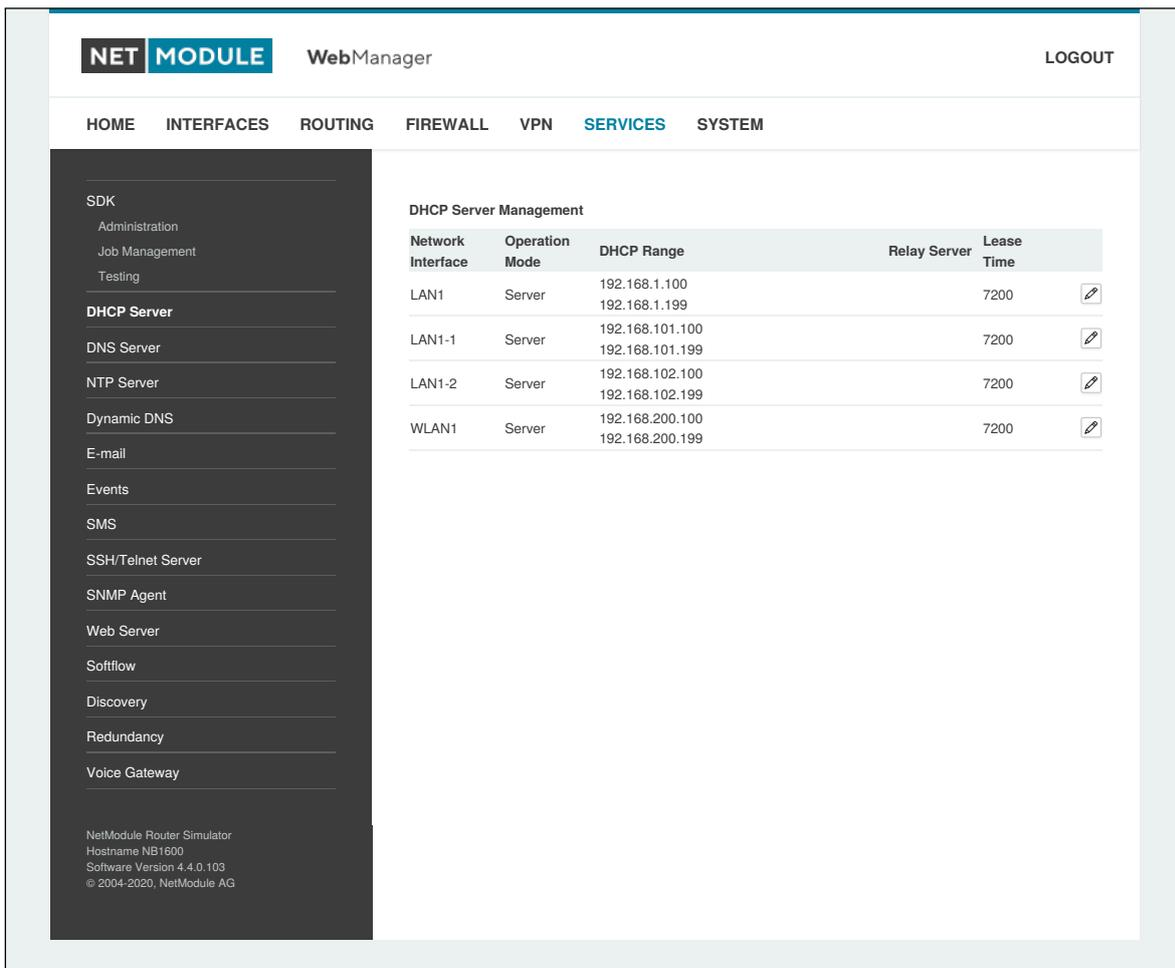 NET MODULE WebManager LOGOUT
HOME INTERFACES ROUTING FIREWALL VPN SERVICES SYSTEM
SDK
Administration
Job Management
Testing
DHCP Server
DNS Server
NTP Server
Dynamic DNS
E-mail
Events
SMS
SSH/Telnet Server
SNMP Agent
Web Server
Softflow
Discovery
Redundancy
Voice Gateway
NetModule Router Simulator
Hostname NB1600
Software Version 4.4.0.103
© 2004-2020, NetModule AG
DHCP Server Management
Network Interface Operation Mode DHCP Range Relay Server Lease Time
LAN1 Server 192.168.1.100 7200
192.168.1.199
LAN1-1 Server 192.168.101.100 7200
192.168.101.199
LAN1-2 Server 192.168.102.100 7200
192.168.102.199
WLAN1 Server 192.168.200.100 7200
192.168.200.199